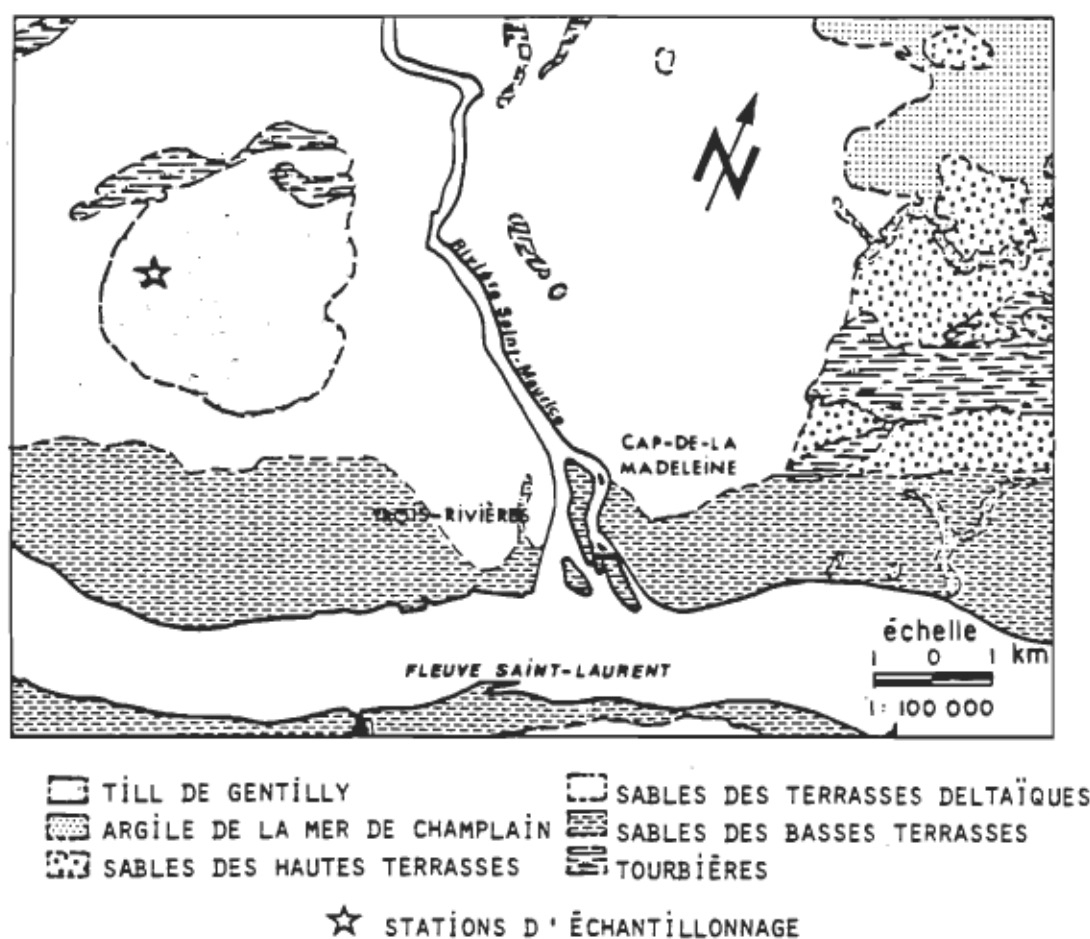 N
Rivière Saint-Maurice
CAP-DE-LA
MADELEINE
TROIS-RIVIÈRES
échelle
1 0 1 km
1: 100 000
FLEUVE SAINT-LAURENT
TILL DE GENTILLY
ARGILE DE LA MER DE CHAMPLAIN
SABLES DES HAUTES TERRASSES
SABLES DES TERRASSES DELTAÏQUES
SABLES DES BASSES TERRASSES
TOURBIÈRES
STATIONS D'ÉCHANTILLONNAGE